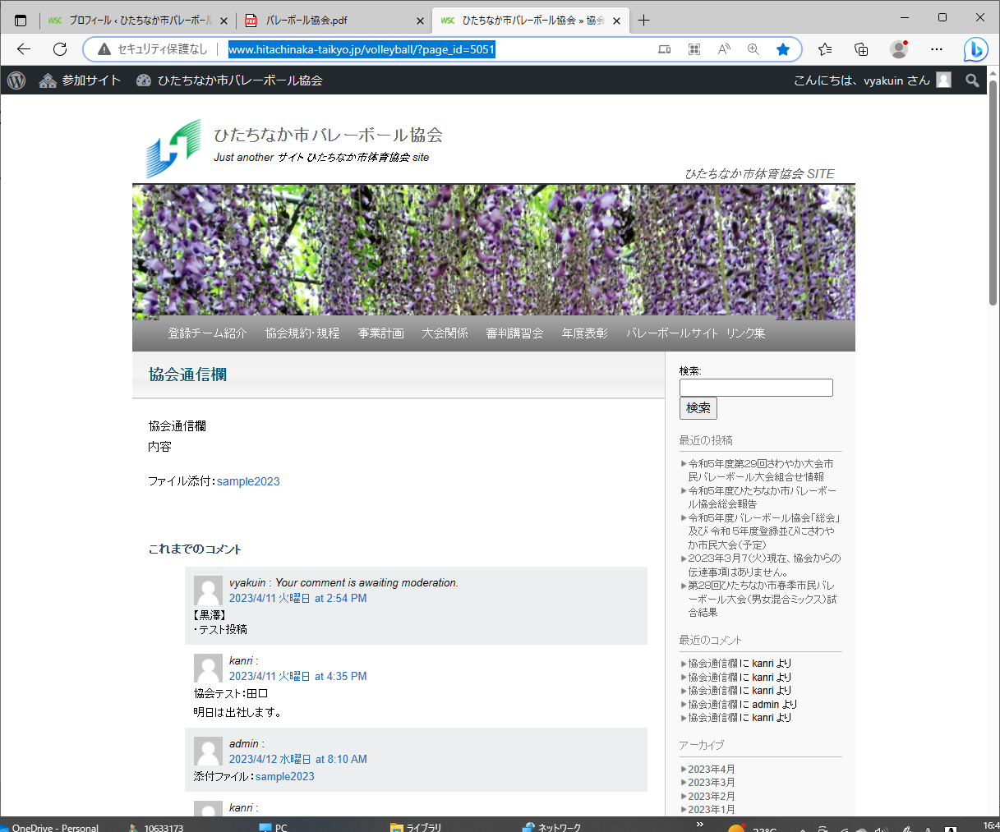 プロフィール ‹ ひたちなか市バレーボール
バレーボール協会.pdf
ひたちなか市バレーボール協会 » 協会
セキュリティ保護なし
www.hitachinaka-taikyo.jp/volleyball/?page_id=5051
参加サイト
ひたちなか市バレーボール協会
こんにちは、vyakuin さん
ひたちなか市バレーボール協会
Just another サイト ひたちなか市体育協会 site
ひたちなか市体育協会 SITE
登録チーム紹介 協会規約・規程 事業計画 大会関係 審判講習会 年度表彰 バレーボールサイト リンク集
協会通信欄
協会通信欄
内容
ファイル添付：sample2023
これまでのコメント
vyakuin : Your comment is awaiting moderation.
2023/4/11 火曜日 at 2:54 PM
【黒澤】
・テスト投稿
kanri :
2023/4/11 火曜日 at 4:35 PM
協会テスト：田口
明日は出社します。
admin :
2023/4/12 水曜日 at 8:10 AM
添付ファイル：sample2023
kanri :
検索:
検索
最近の投稿
令和5年度第29回さわやか大会市
民バレーボール大会組合せ情報
令和5年度ひたちなか市バレーボー
ル協会総会報告
令和5年度バレーボール協会「総会」
及び 令和 5年度登録並びにさわや
か市民大会（予定）
2023年3月7（火）現在、協会からの
伝達事項はありません。
第28回ひたちなか市春季市民バレ
ーボール大会（男女混合ミックス）試
合結果
最近のコメント
協会通信欄 に kanri より
協会通信欄 に kanri より
協会通信欄 に kanri より
協会通信欄 に admin より
協会通信欄 に kanri より
アーカイブ
2023年4月
2023年3月
2023年2月
2023年1月
OneDrive - Personal
10633173
PC
ライブラリ
ネットワーク